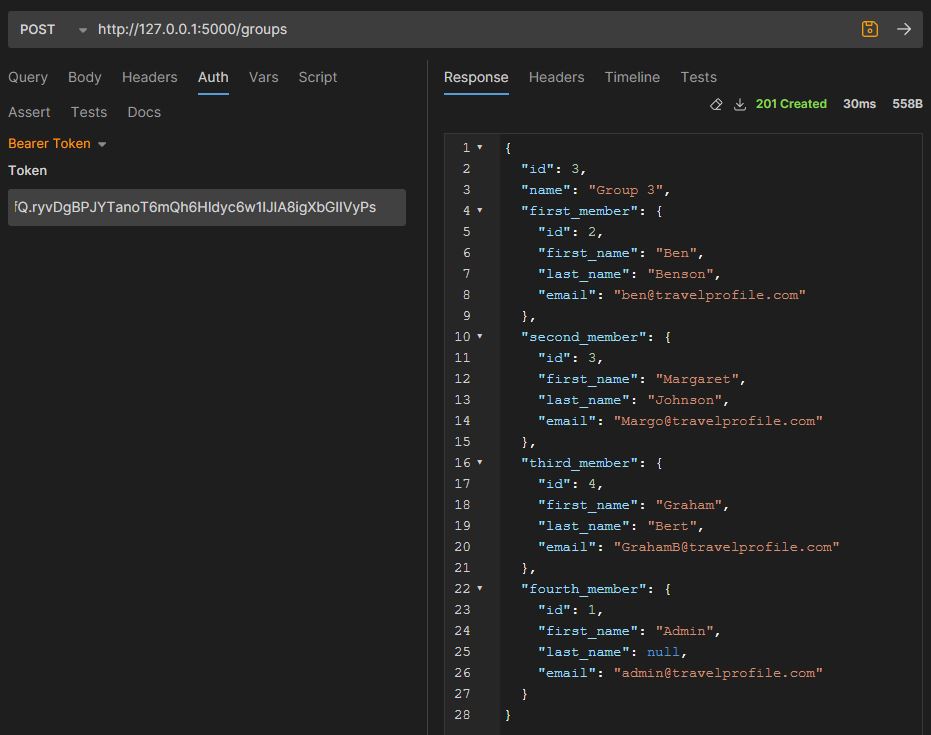 POST http://127.0.0.1:5000/groups
Query Body Headers Auth Vars Script
Assert Tests Docs
Bearer Token
Token
fQ.ryvDgBPJYTanoT6mQh6HIdyc6w1IJIA8igXbGIIVyPs
Response Headers Timeline Tests
201 Created 30ms 558B
1 {
2 "id": 3,
3 "name": "Group 3",
4 "first_member": {
5 "id": 2,
6 "first_name": "Ben",
7 "last_name": "Benson",
8 "email": "ben@travelprofile.com"
9 },
10 "second_member": {
11 "id": 3,
12 "first_name": "Margaret",
13 "last_name": "Johnson",
14 "email": "Margo@travelprofile.com"
15 },
16 "third_member": {
17 "id": 4,
18 "first_name": "Graham",
19 "last_name": "Bert",
20 "email": "GrahamB@travelprofile.com"
21 },
22 "fourth_member": {
23 "id": 1,
24 "first_name": "Admin",
25 "last_name": null,
26 "email": "admin@travelprofile.com"
27 }
28 }